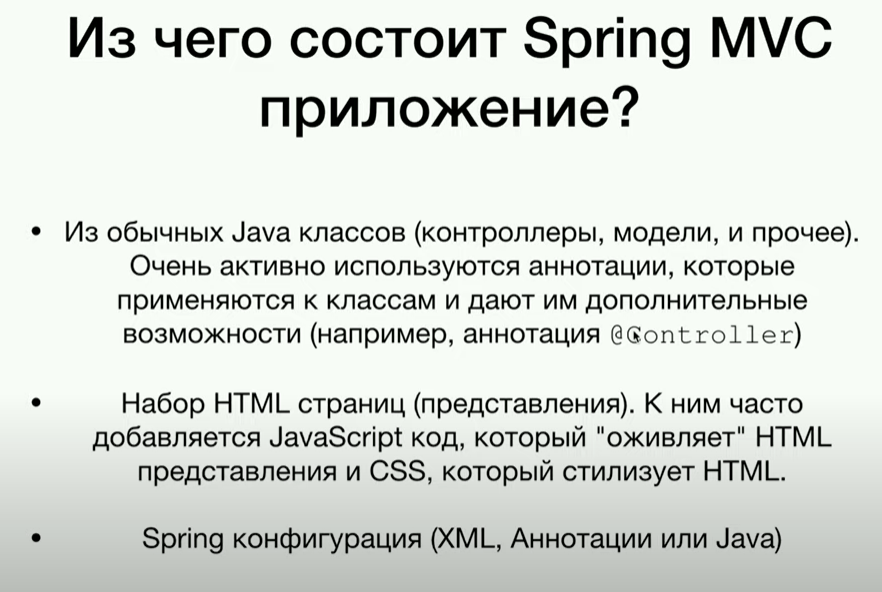 Из чего состоит Spring MVC
приложение?
• Из обычных Java классов (контроллеры, модели, и прочее).
Очень активно используются аннотации, которые
применяются к классам и дают им дополнительные
возможности (например, аннотация @Controller)
• Набор HTML страниц (представления). К ним часто
добавляется JavaScript код, который "оживляет" HTML
представления и CSS, который стилизует HTML.
• Spring конфигурация (XML, Аннотации или Java)